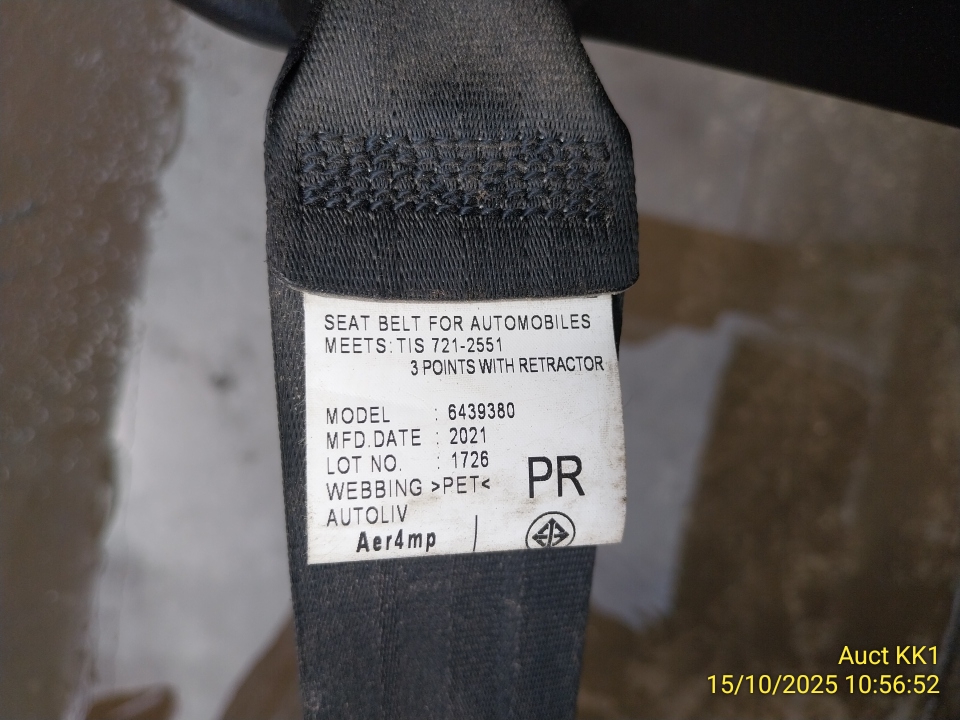 SEAT BELT FOR AUTOMOBILES
MEETS: TIS 721-2551
3 POINTS WITH RETRACTOR
MODEL : 6439380
MFD.DATE : 2021
LOT NO. : 1726
WEBBING >PET<
PR
AUTOLIV
Aer4mp
Auct KK1
15/10/2025 10:56:52